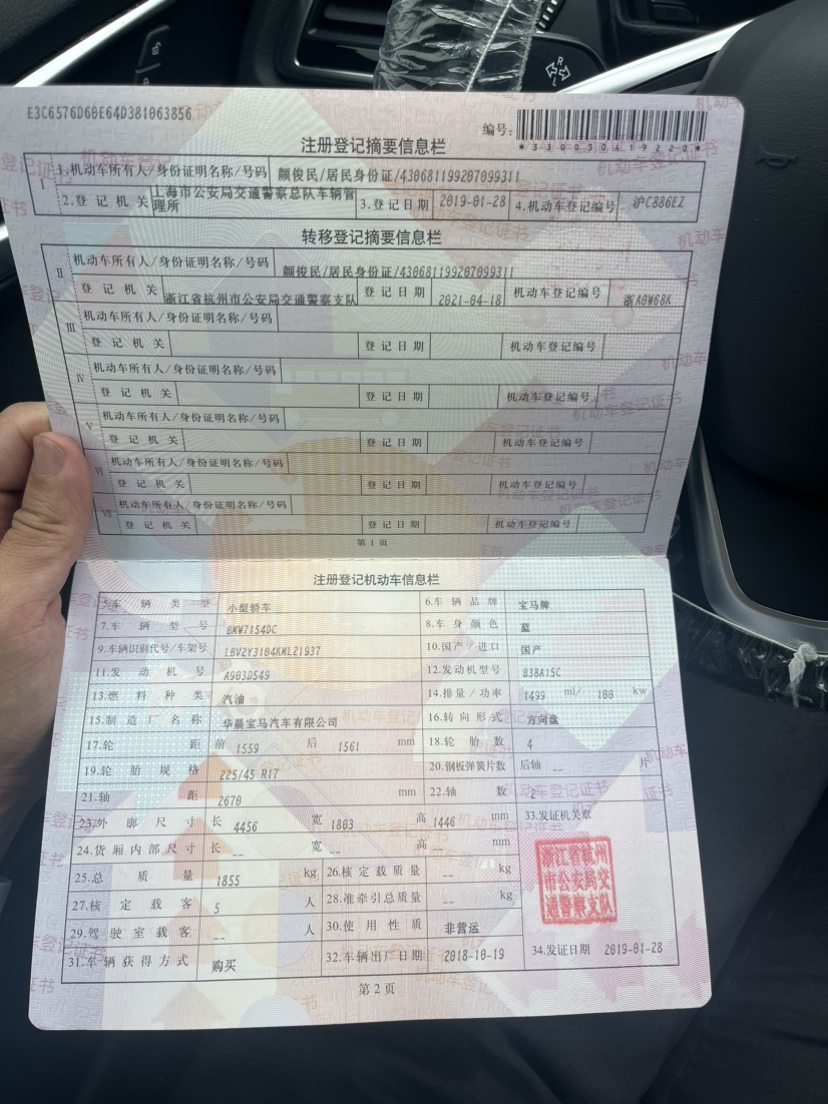 E3C6576D60E64D381063856
编号:
*330030419220*
注册登记摘要信息栏
I 1.机动车所有人/身份证明名称/号码 颜俊民/居民身份证/430681199207099311
2.登记机关 上海市公安局交通警察总队车辆管理所 3.登记日期 2019-01-28 4.机动车登记编号 沪C886EZ
转移登记摘要信息栏
II 机动车所有人/身份证明名称/号码 颜俊民/居民身份证/430681199207099311
登记机关 浙江省杭州市公安局交通警察支队 登记日期 2021-04-18 机动车登记编号 浙A0W68K
III 机动车所有人/身份证明名称/号码
登记机关 登记日期 机动车登记编号
IV 机动车所有人/身份证明名称/号码
登记机关 登记日期 机动车登记编号
V 机动车所有人/身份证明名称/号码
登记机关 登记日期 机动车登记编号
VI 机动车所有人/身份证明名称/号码
登记机关 登记日期 机动车登记编号
VII 机动车所有人/身份证明名称/号码
登记机关 登记日期 机动车登记编号
第1页
注册登记机动车信息栏
5.车辆类型 小型轿车 6.车辆品牌 宝马牌
7.车辆型号 BMW7154DC 8.车身颜色 蓝
9.车辆识别代号/车架号 LBV2Y3104KML21937 10.国产/进口 国产
11.发动机号 A903D549 12.发动机型号 B38A15C
13.燃料种类 汽油 14.排量/功率 1499 ml/ 100 kw
15.制造厂名称 华晨宝马汽车有限公司 16.转向形式 方向盘
17.轮距 前 1559 后 1561 mm 18.轮胎数 4
19.轮胎规格 225/45 R17 20.钢板弹簧片数 后轴 -- 片
21.轴距 2670 mm 22.轴数 2
23.外廓尺寸 长 4456 宽 1803 高 1446 mm 33.发证机关章
24.货厢内部尺寸 长 -- 宽 -- 高 -- mm
浙江省杭州市公安局交通警察支队
25.总质量 1855 kg 26.核定载质量 -- kg
27.核定载客 5 人 28.准牵引总质量 -- kg
29.驾驶室载客 -- 人 30.使用性质 非营运
31.车辆获得方式 购买 32.车辆出厂日期 2018-10-19 34.发证日期 2019-01-28
第2页